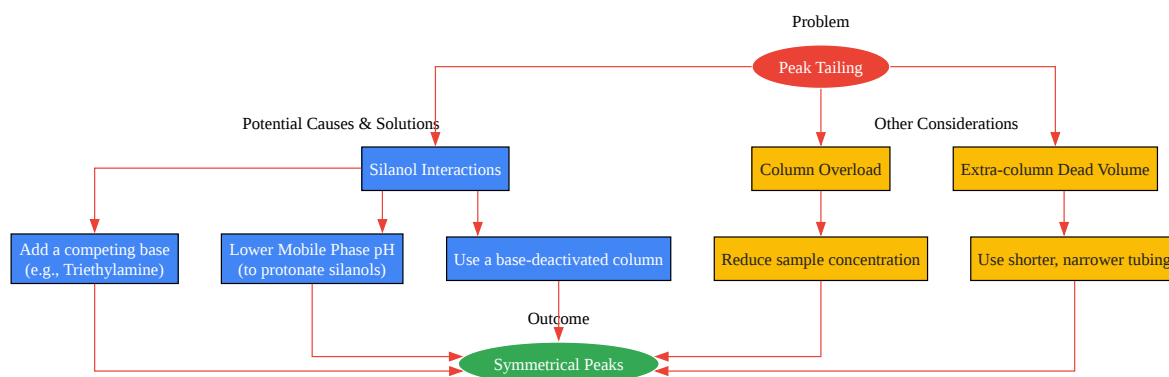 Problem
Peak Tailing
Potential Causes & Solutions
Other Considerations
Silanol Interactions
Column Overload
Extra-column Dead Volume
Add a competing base
(e.g., Triethylamine)
Lower Mobile Phase pH
(to protonate silanols)
Use a base-deactivated column
Reduce sample concentration
Use shorter, narrower tubing
Outcome
Symmetrical Peaks